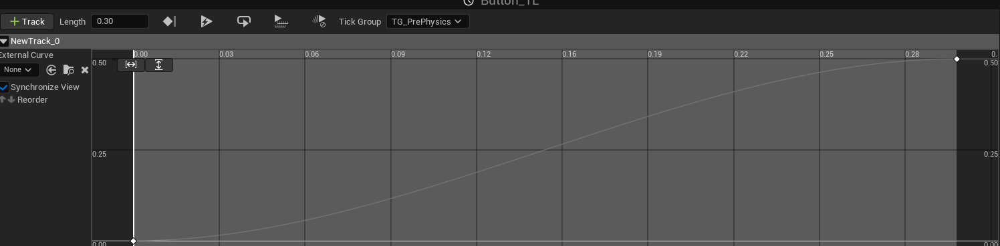 Button_TL
Track Length 0.30 Tick Group TG_PrePhysics
NewTrack_0
External Curve
0.00 0.03 0.06 0.09 0.12 0.16 0.19 0.22 0.25 0.28 0.
0.50 0.50
None
Synchronize View
Reorder
0.25 0.25
0.00 0.00